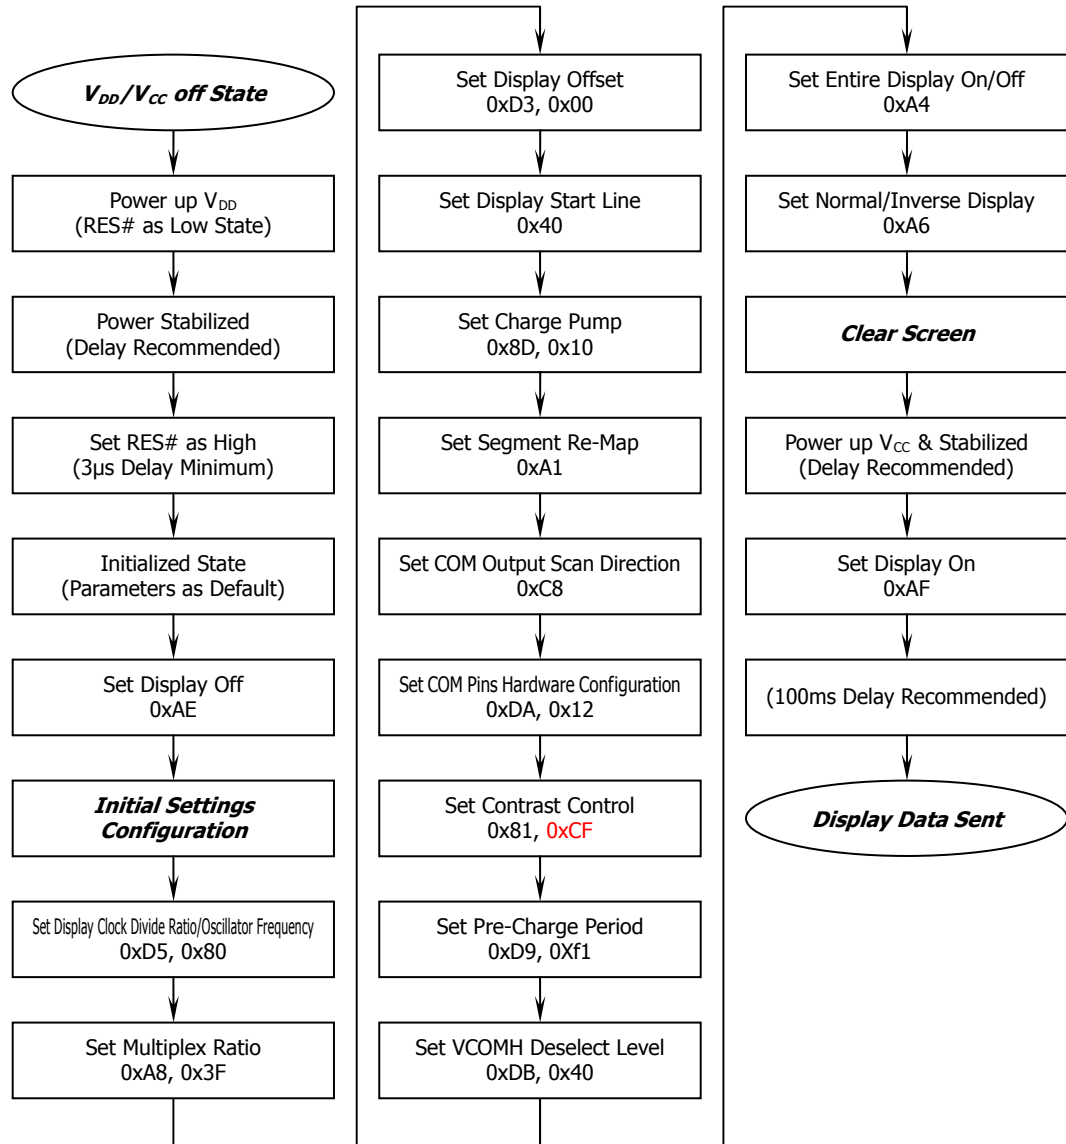 V_DD/V_CC off State
Power up V_DD
(RES# as Low State)
Power Stabilized
(Delay Recommended)
Set RES# as High
(3µs Delay Minimum)
Initialized State
(Parameters as Default)
Set Display Off
0xAE
Initial Settings
Configuration
Set Display Clock Divide Ratio/Oscillator Frequency
0xD5, 0x80
Set Multiplex Ratio
0xA8, 0x3F
Set Display Offset
0xD3, 0x00
Set Display Start Line
0x40
Set Charge Pump
0x8D, 0x10
Set Segment Re-Map
0xA1
Set COM Output Scan Direction
0xC8
Set COM Pins Hardware Configuration
0xDA, 0x12
Set Contrast Control
0x81, 0xCF
Set Pre-Charge Period
0xD9, 0Xf1
Set VCOMH Deselect Level
0xDB, 0x40
Set Entire Display On/Off
0xA4
Set Normal/Inverse Display
0xA6
Clear Screen
Power up V_CC & Stabilized
(Delay Recommended)
Set Display On
0xAF
(100ms Delay Recommended)
Display Data Sent